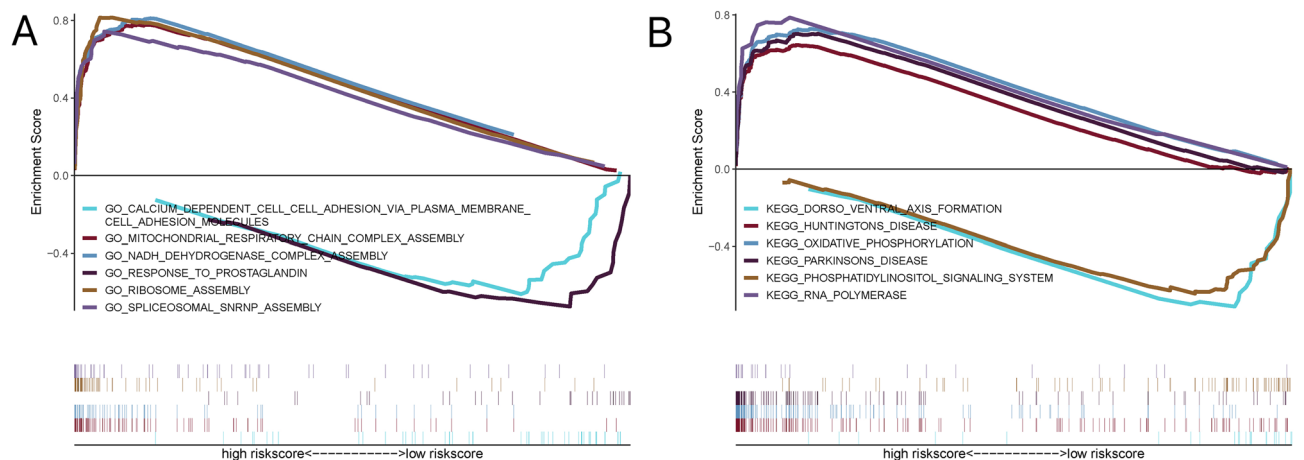 A
Enrichment Score
0.8
0.4
0.0
−0.4
GO_CALCIUM_DEPENDENT_CELL_CELL_ADHESION_VIA_PLASMA_MEMBRANE_
CELL_ADHESION_MOLECULES
GO_MITOCHONDRIAL_RESPIRATORY_CHAIN_COMPLEX_ASSEMBLY
GO_NADH_DEHYDROGENASE_COMPLEX_ASSEMBLY
GO_RESPONSE_TO_PROSTAGLANDIN
GO_RIBOSOME_ASSEMBLY
GO_SPLICEOSOMAL_SNRNP_ASSEMBLY
high riskscore<----------->low riskscore
B
Enrichment Score
0.8
0.4
0.0
−0.4
KEGG_DORSO_VENTRAL_AXIS_FORMATION
KEGG_HUNTINGTONS_DISEASE
KEGG_OXIDATIVE_PHOSPHORYLATION
KEGG_PARKINSONS_DISEASE
KEGG_PHOSPHATIDYLINOSITOL_SIGNALING_SYSTEM
KEGG_RNA_POLYMERASE
high riskscore<----------->low riskscore